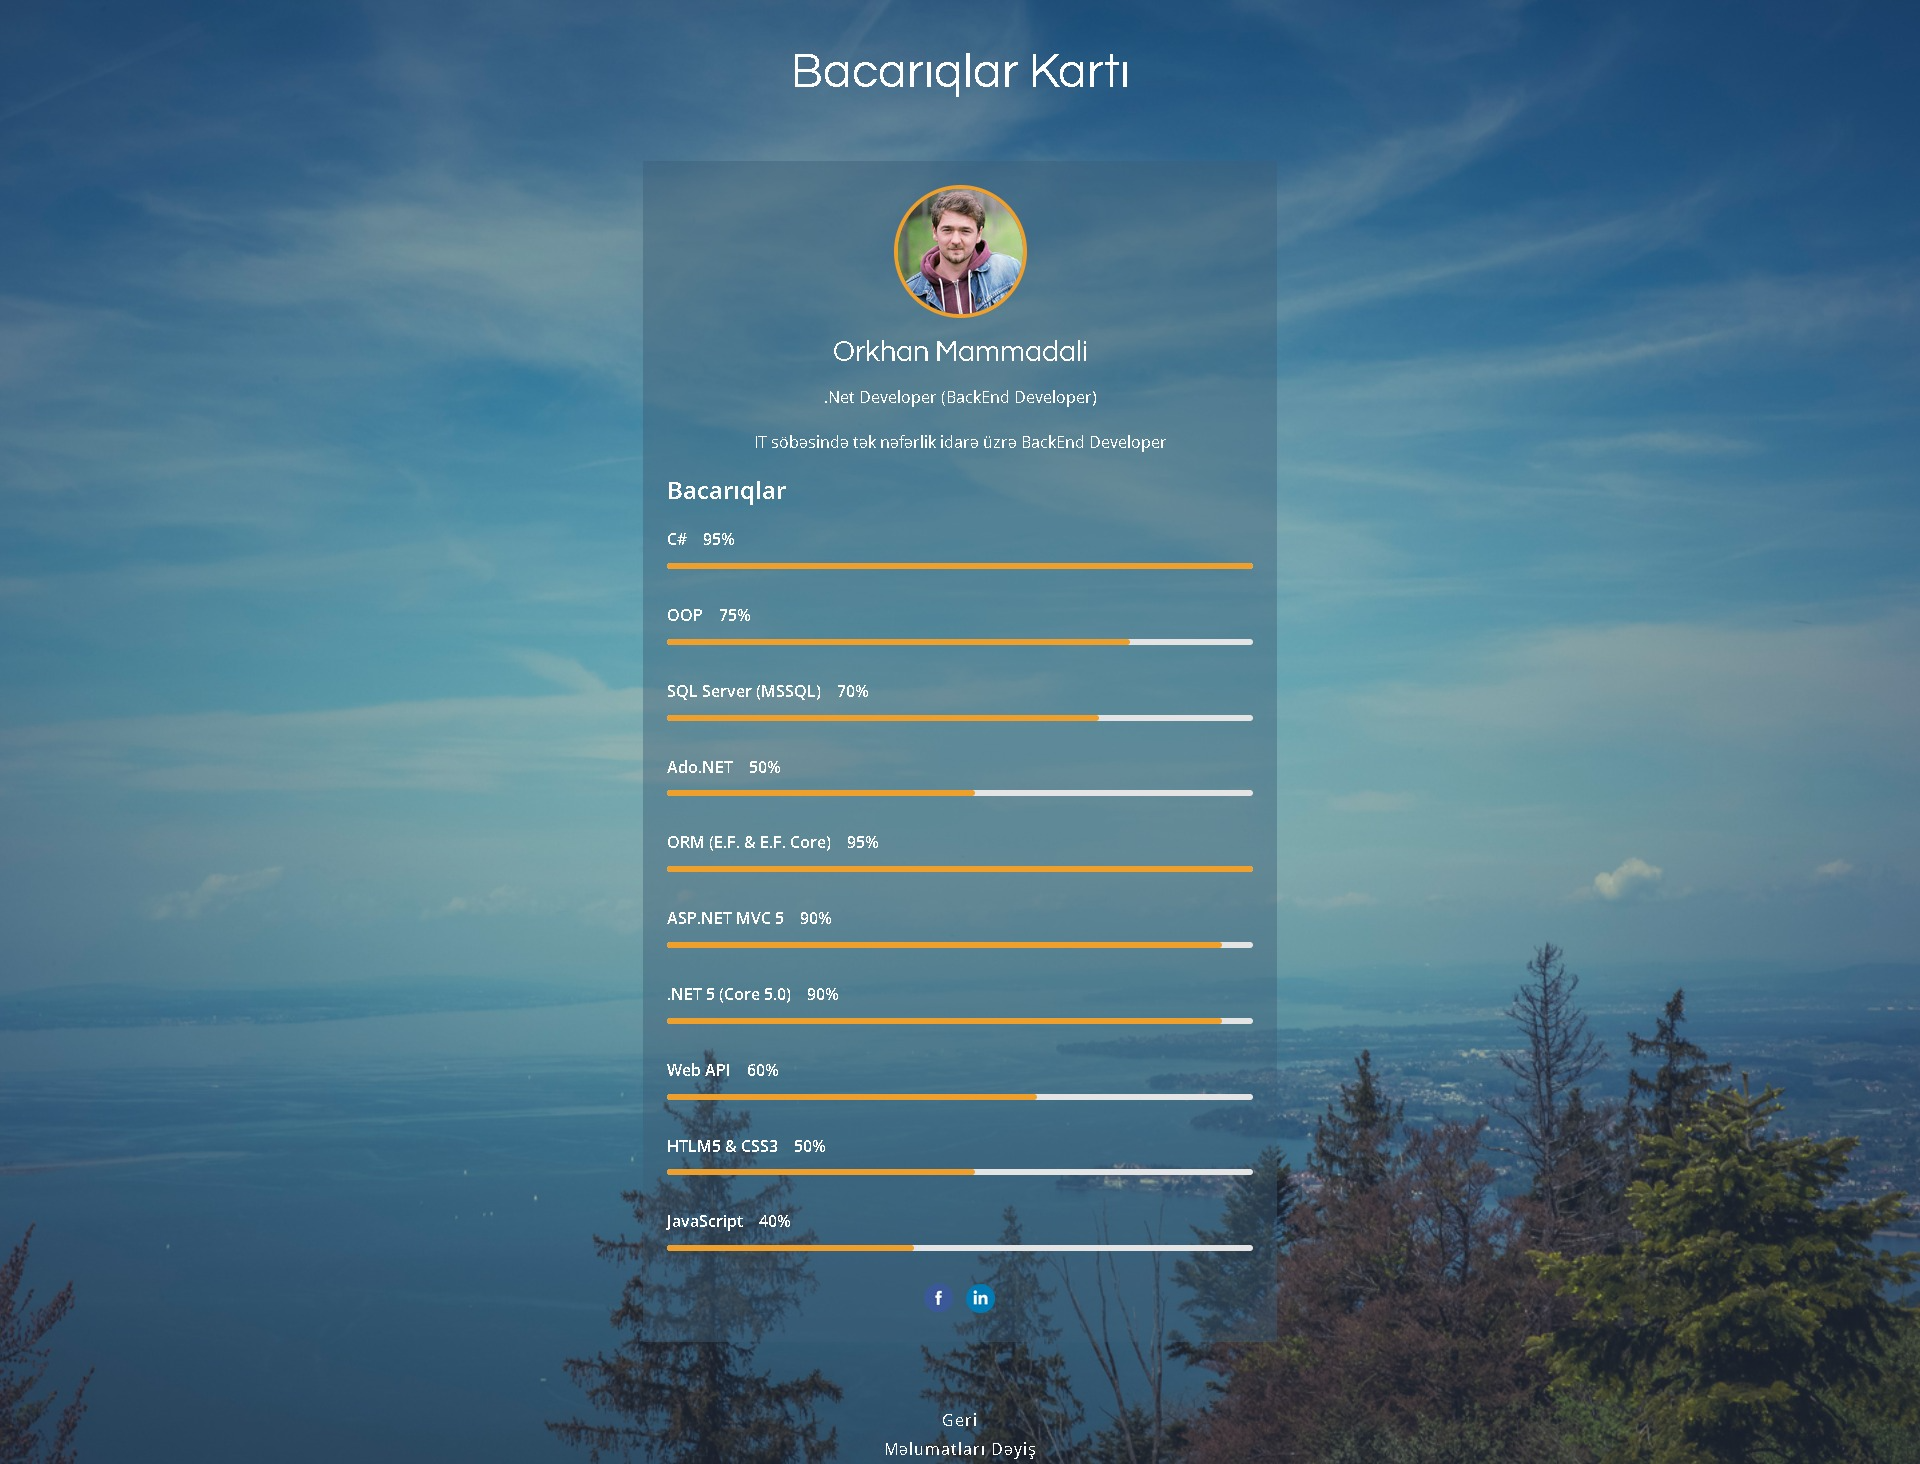 Bacarıqlar Kartı
Orkhan Mammadali
.Net Developer (BackEnd Developer)
IT söbəsində tək nəfərlik idarə üzrə BackEnd Developer
Bacarıqlar
C# 95%
OOP 75%
SQL Server (MSSQL) 70%
Ado.NET 50%
ORM (E.F. & E.F. Core) 95%
ASP.NET MVC 5 90%
.NET 5 (Core 5.0) 90%
Web API 60%
HTLM5 & CSS3 50%
JavaScript 40%
f in
Geri
Məlumatları Dəyiş